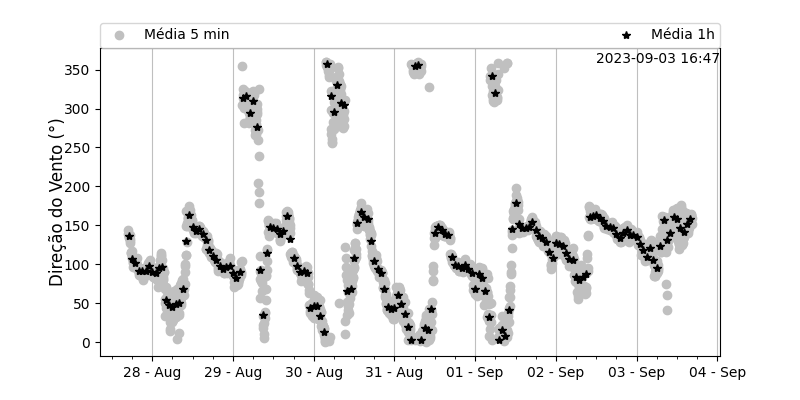 Média 5 min
Média 1h
2023-09-03 16:47
Direção do Vento (°)
350
300
250
200
150
100
50
0
28 - Aug
29 - Aug
30 - Aug
31 - Aug
01 - Sep
02 - Sep
03 - Sep
04 - Sep